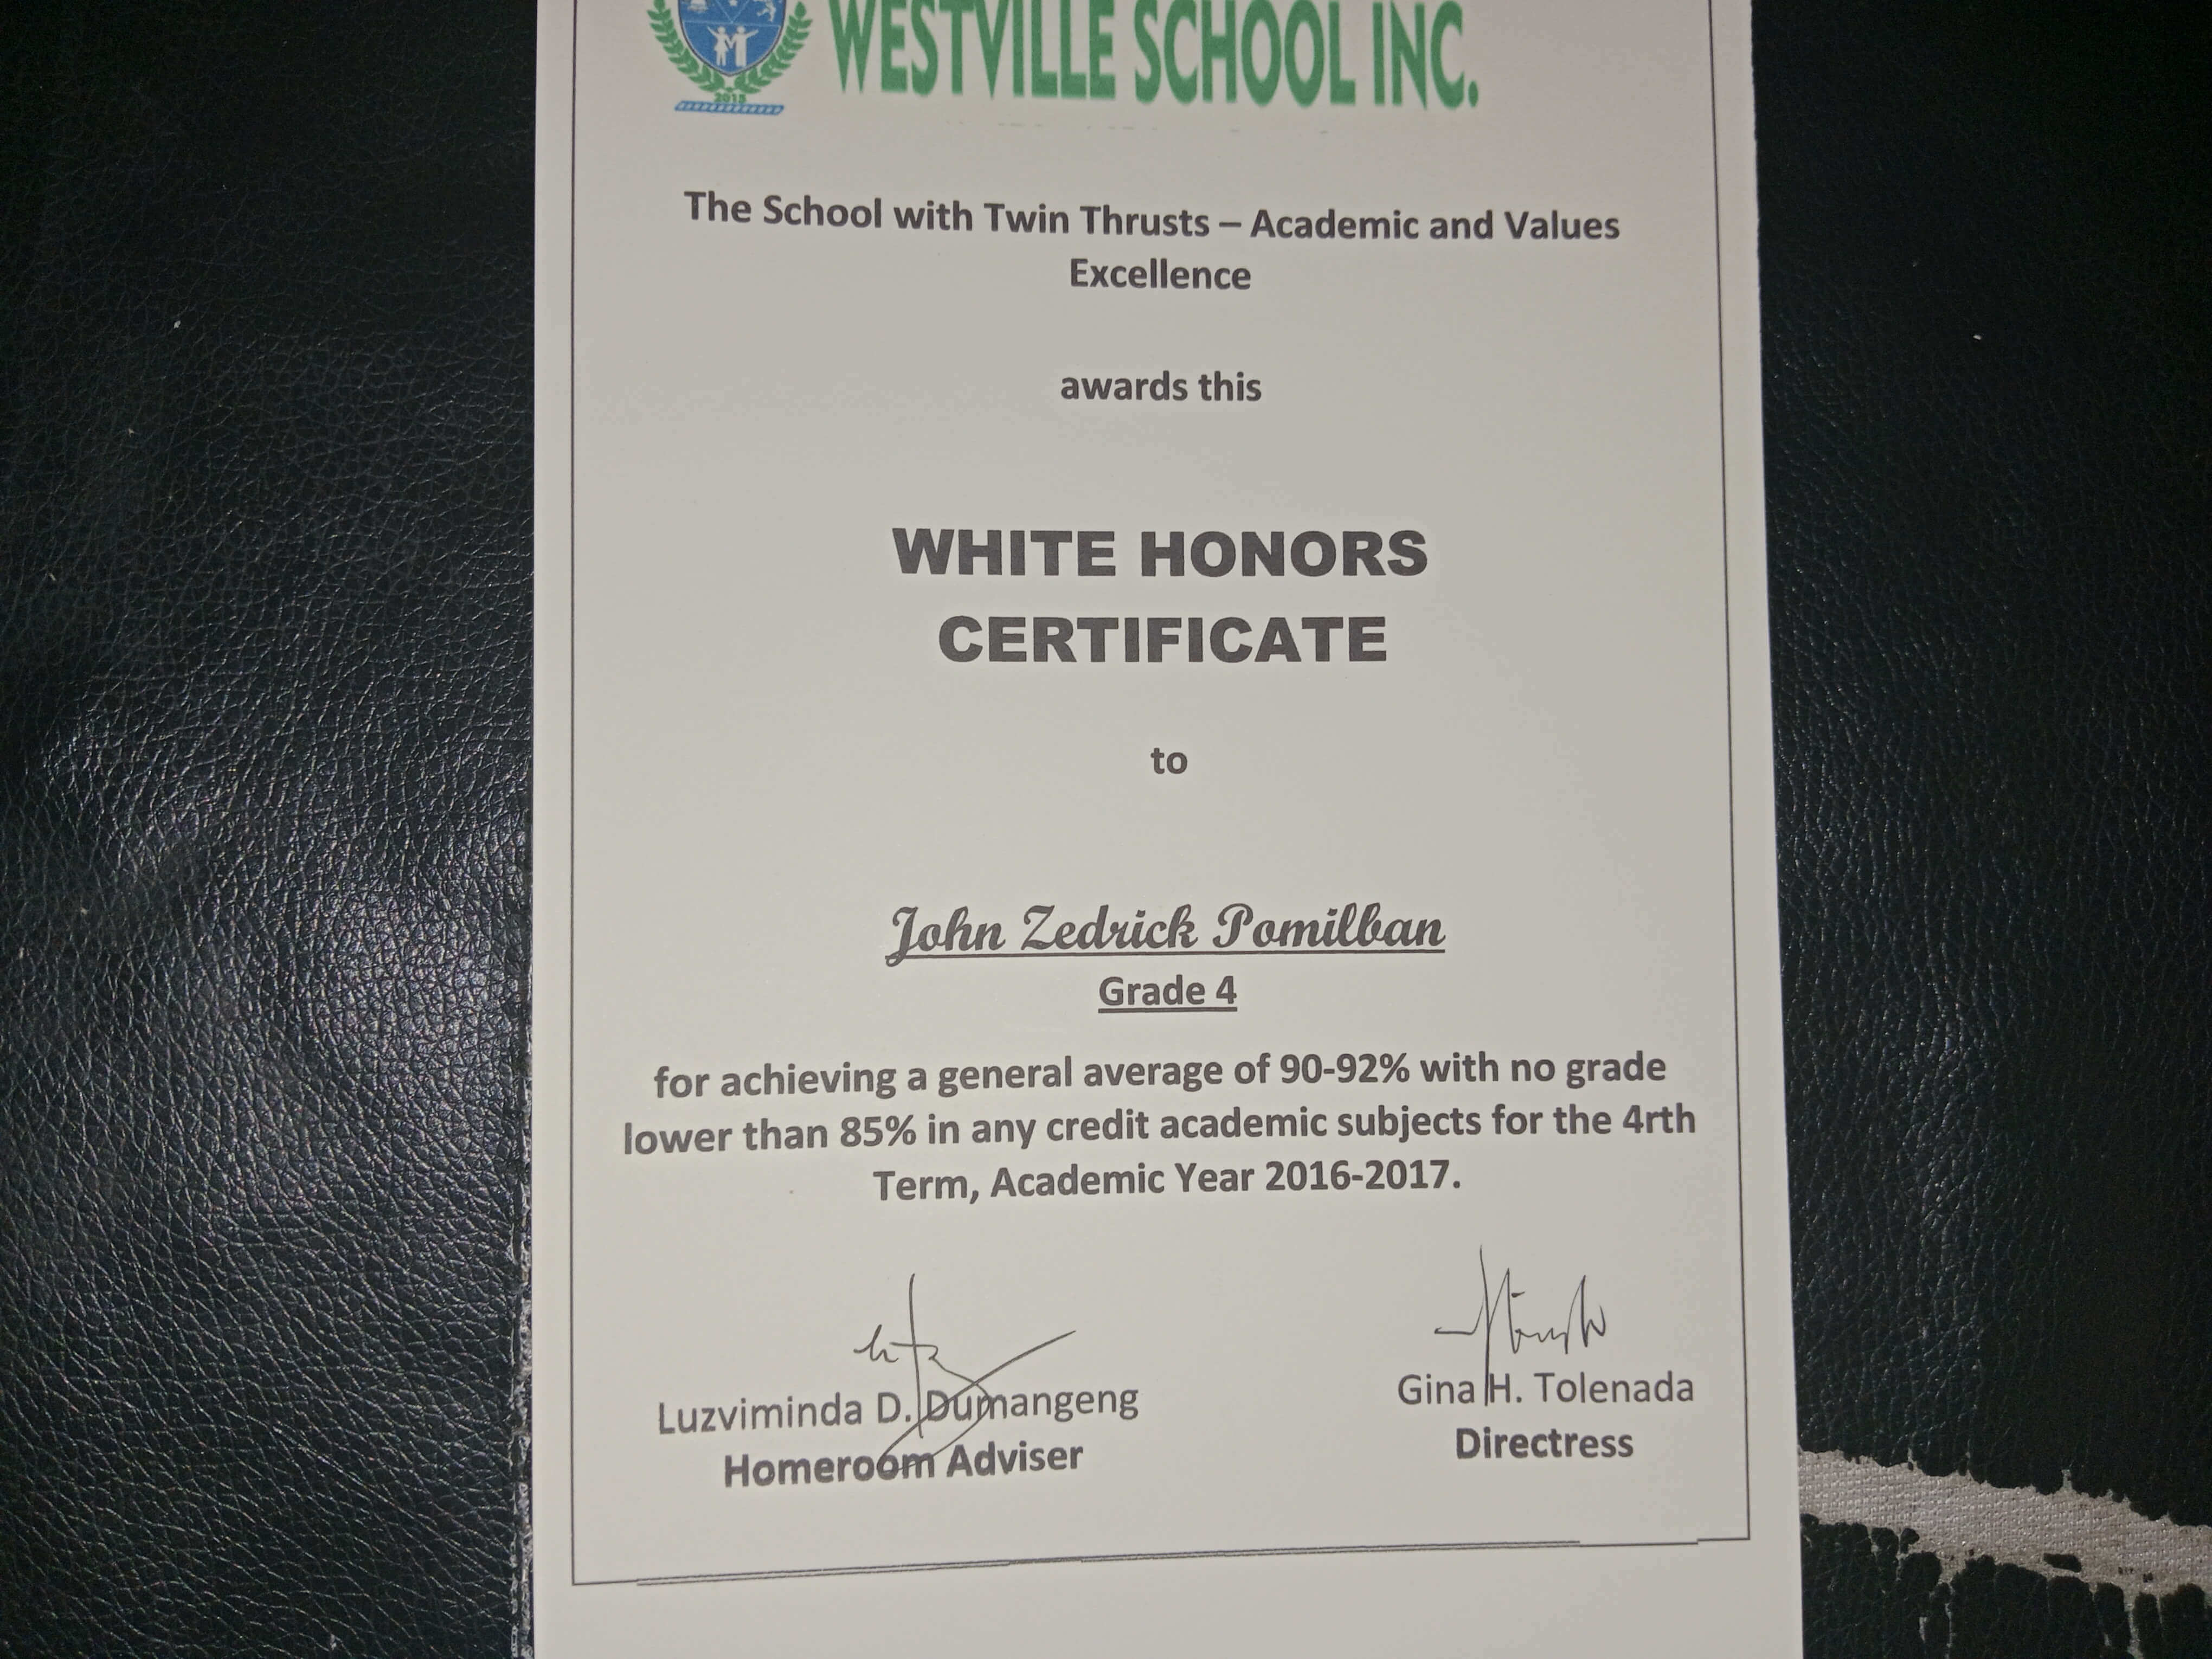 WESTVILLE SCHOOL INC.
2015
The School with Twin Thrusts – Academic and Values
Excellence
awards this
WHITE HONORS
CERTIFICATE
to
John Zedrick Pomilban
Grade 4
for achieving a general average of 90-92% with no grade
lower than 85% in any credit academic subjects for the 4rth
Term, Academic Year 2016-2017.
Luzviminda D. Dumangeng
Homeroom Adviser
Gina H. Tolenada
Directress